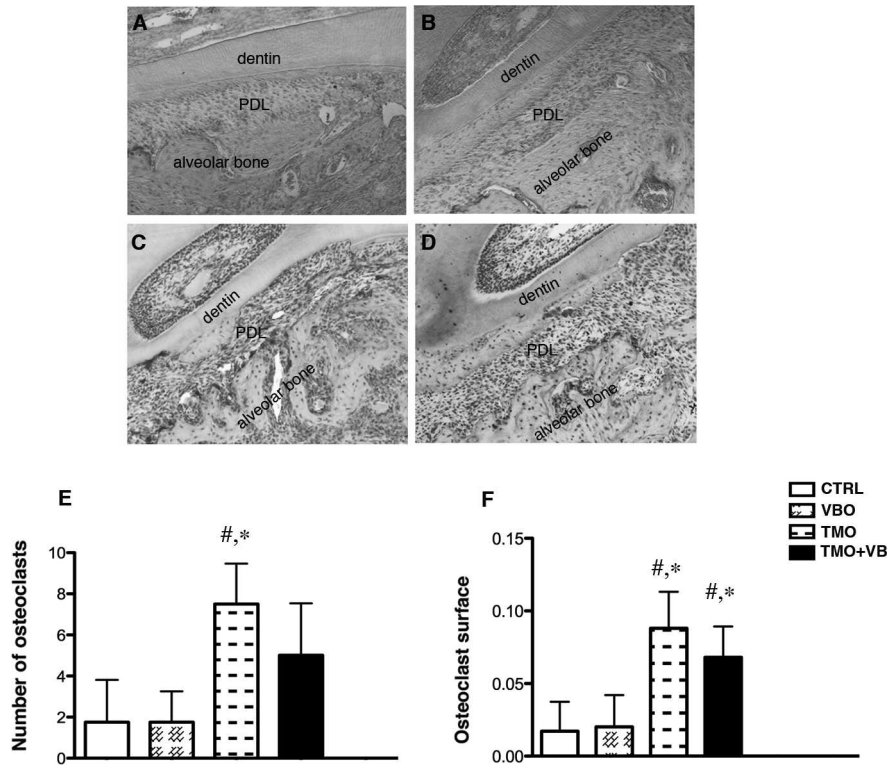 A
dentin
PDL
alveolar bone
B
dentin
PDL
alveolar bone
C
dentin
PDL
alveolar bone
D
dentin
PDL
alveolar bone
E
#,*
Number of osteoclasts
10
8
6
4
2
0
F
#,*
#,*
Osteoclast surface
0.15
0.10
0.05
0.00
CTRL
VBO
TMO
TMO+VB